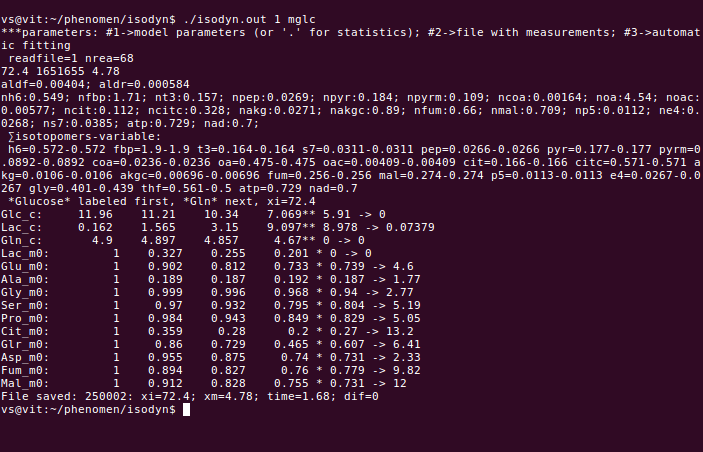 vs@vit:~/phenomen/isodyn$ ./isodyn.out 1 mglc
***parameters: #1->model parameters (or '.' for statistics); #2->file with measurements; #3->automat
ic fitting
 readfile=1 nrea=68
72.4 1651655 4.78
aldf=0.00404; aldr=0.000584
nh6:0.549; nfbp:1.71; nt3:0.157; npep:0.0269; npyr:0.184; npyrm:0.109; ncoa:0.00164; noa:4.54; noac:
0.00577; ncit:0.112; ncitc:0.328; nakg:0.0271; nakgc:0.89; nfum:0.66; nmal:0.709; np5:0.0112; ne4:0.
0268; ns7:0.0385; atp:0.729; nad:0.7;
 ∑isotopomers-variable:
 h6=0.572-0.572 fbp=1.9-1.9 t3=0.164-0.164 s7=0.0311-0.0311 pep=0.0266-0.0266 pyr=0.177-0.177 pyrm=0
.0892-0.0892 coa=0.0236-0.0236 oa=0.475-0.475 oac=0.00409-0.00409 cit=0.166-0.166 citc=0.571-0.571 a
kg=0.0106-0.0106 akgc=0.00696-0.00696 fum=0.256-0.256 mal=0.274-0.274 p5=0.0113-0.0113 e4=0.0267-0.0
267 gly=0.401-0.439 thf=0.561-0.5 atp=0.729 nad=0.7
 *Glucose* labeled first, *Gln* next, xi=72.4
Glc_c: 11.96 11.21 10.34 7.069** 5.91 -> 0
Lac_c: 0.162 1.565 3.15 9.097** 8.978 -> 0.07379
Gln_c: 4.9 4.897 4.857 4.67** 0 -> 0
Lac_m0: 1 0.327 0.255 0.201 * 0 -> 0
Glu_m0: 1 0.902 0.812 0.733 * 0.739 -> 4.6
Ala_m0: 1 0.189 0.187 0.192 * 0.187 -> 1.77
Gly_m0: 1 0.999 0.996 0.968 * 0.94 -> 2.77
Ser_m0: 1 0.97 0.932 0.795 * 0.804 -> 5.19
Pro_m0: 1 0.984 0.943 0.849 * 0.829 -> 5.05
Cit_m0: 1 0.359 0.28 0.2 * 0.27 -> 13.2
Glr_m0: 1 0.86 0.729 0.465 * 0.607 -> 6.41
Asp_m0: 1 0.955 0.875 0.74 * 0.731 -> 2.33
Fum_m0: 1 0.894 0.827 0.76 * 0.779 -> 9.82
Mal_m0: 1 0.912 0.828 0.755 * 0.731 -> 12
File saved: 250002: xi=72.4; xm=4.78; time=1.68; dif=0
vs@vit:~/phenomen/isodyn$